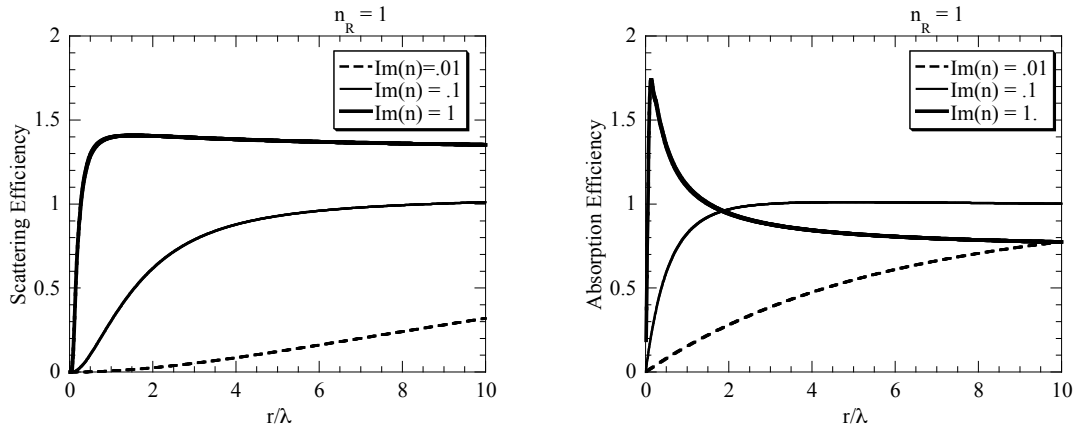 n_R = 1
2
1.5
1
0.5
0
Scattering Efficiency
Im(n)=.01
Im(n) = .1
Im(n) = 1
0 2 4 6 8 10
r/λ
n_R = 1
2
1.5
1
0.5
0
Absorption Efficiency
Im(n) = .01
Im(n) = .1
Im(n) = 1.
0 2 4 6 8 10
r/λ